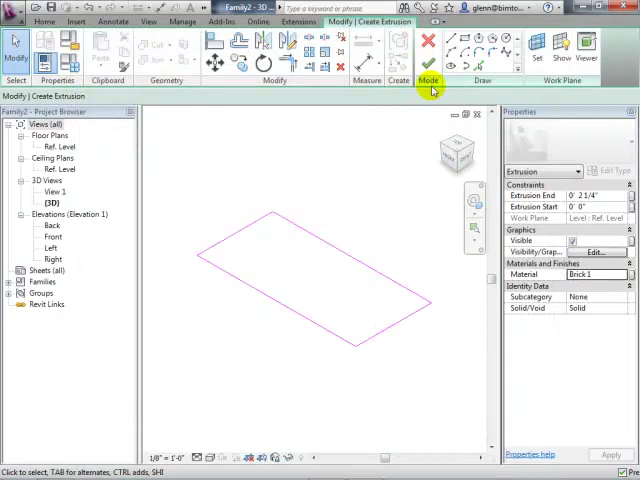 Family2 - 3D
Type a keyword or phrase
glenn@bimto...
Home Insert Annotate View Manage Add-Ins Online Extensions Modify | Create Extrusion
Modify
Cut
Join
Select Properties Clipboard Geometry Modify Measure Create Mode Draw Work Plane
Set Show Viewer
Modify | Create Extrusion
Family2 - Project Browser
Views (all)
Floor Plans
Ref. Level
Ceiling Plans
Ref. Level
3D Views
View 1
{3D}
Elevations (Elevation 1)
Back
Front
Left
Right
Sheets (all)
Families
Groups
Revit Links
TOP
Properties
Extrusion
Edit Type
Constraints
Extrusion End 0' 2 1/4"
Extrusion Start 0' 0"
Work Plane Level : Ref. Level
Graphics
Visible
Visibility/Grap... Edit...
Materials and Finishes
Material Brick 1
Identity Data
Subcategory None
Solid/Void Solid
Properties help Apply
1/8" = 1'-0"
Click to select, TAB for alternates, CTRL adds, SHI
Pre